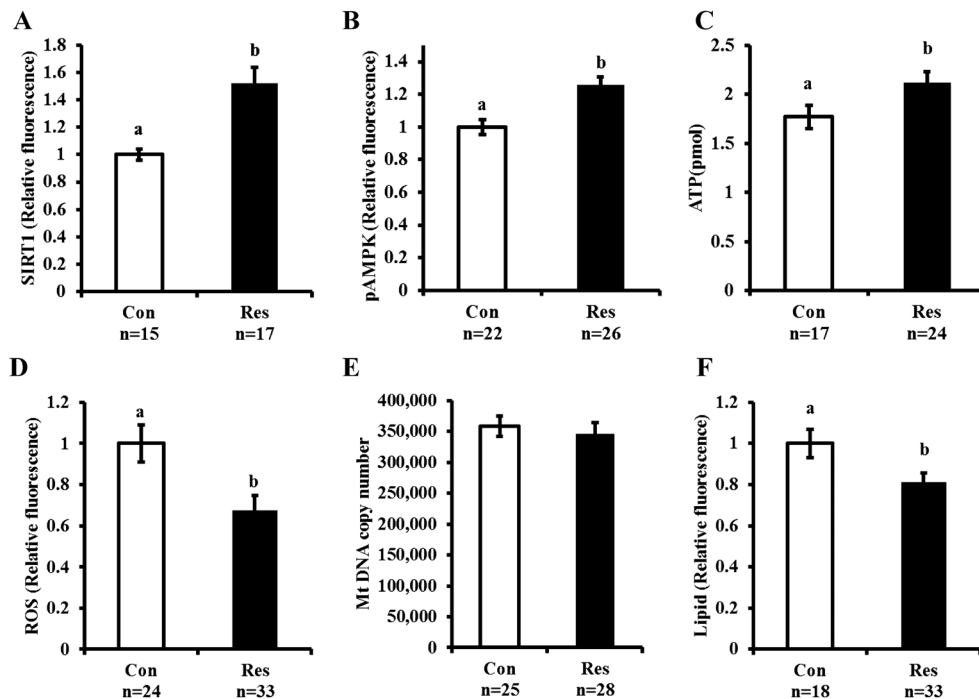 A
SIRT1 (Relative fluorescence)
1.8
1.6
1.4
1.2
1
0.8
0.6
0.4
0.2
0
a
b
Con
Res
n=15
n=17
B
pAMPK (Relative fluorescence)
1.4
1.2
1
0.8
0.6
0.4
0.2
0
a
b
Con
Res
n=22
n=26
C
ATP(pmol)
2.5
2
1.5
1
0.5
0
a
b
Con
Res
n=17
n=24
D
ROS (Relative fluorescence)
1.2
1
0.8
0.6
0.4
0.2
0
a
b
Con
Res
n=24
n=33
E
Mt DNA copy number
400,000
350,000
300,000
250,000
200,000
150,000
100,000
50,000
0
Con
Res
n=25
n=28
F
Lipid (Relative fluorescence)
1.2
1
0.8
0.6
0.4
0.2
0
a
b
Con
Res
n=18
n=33